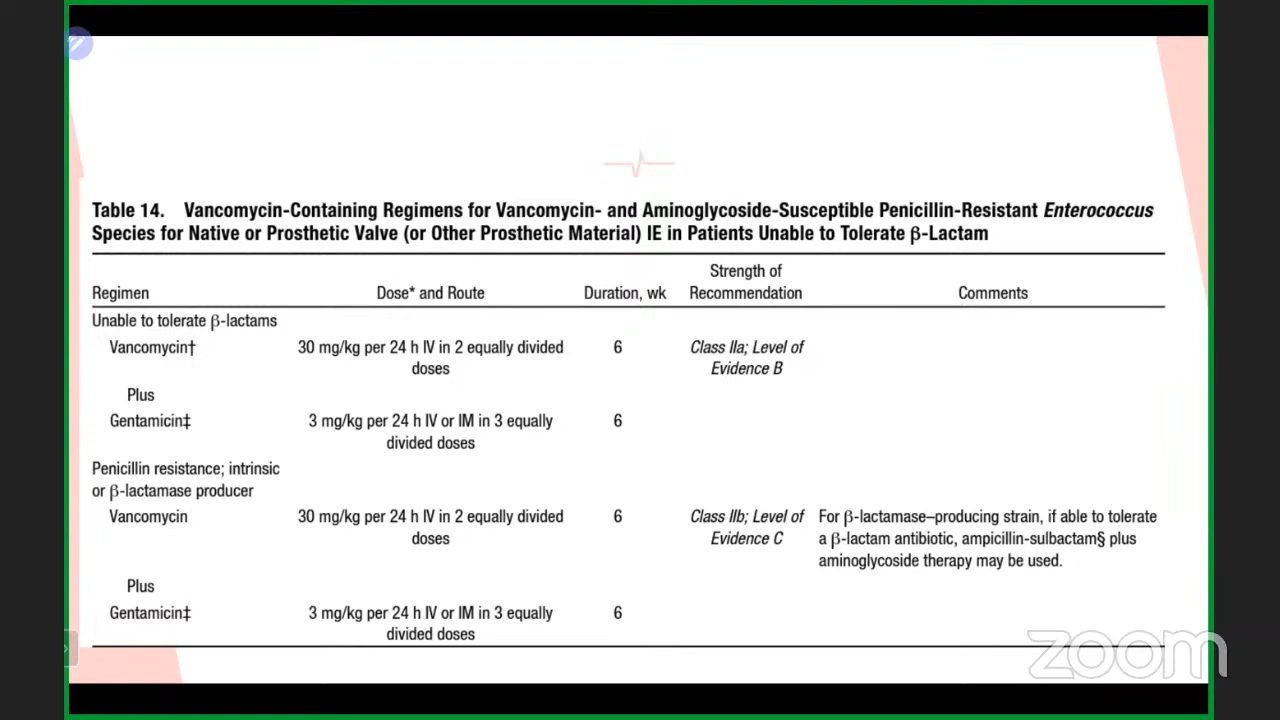 Table 14. Vancomycin-Containing Regimens for Vancomycin- and Aminoglycoside-Susceptible Penicillin-Resistant Enterococcus
Species for Native or Prosthetic Valve (or Other Prosthetic Material) IE in Patients Unable to Tolerate β-Lactam
Strength of
Regimen Dose* and Route Duration, wk Recommendation Comments
Unable to tolerate β-lactams
Vancomycin† 30 mg/kg per 24 h IV in 2 equally divided 6 Class IIa; Level of
doses Evidence B
Plus
Gentamicin‡ 3 mg/kg per 24 h IV or IM in 3 equally 6
divided doses
Penicillin resistance; intrinsic
or β-lactamase producer
Vancomycin 30 mg/kg per 24 h IV in 2 equally divided 6 Class IIb; Level of For β-lactamase–producing strain, if able to tolerate
doses Evidence C a β-lactam antibiotic, ampicillin-sulbactam§ plus
aminoglycoside therapy may be used.
Plus
Gentamicin‡ 3 mg/kg per 24 h IV or IM in 3 equally 6
divided doses
zoom